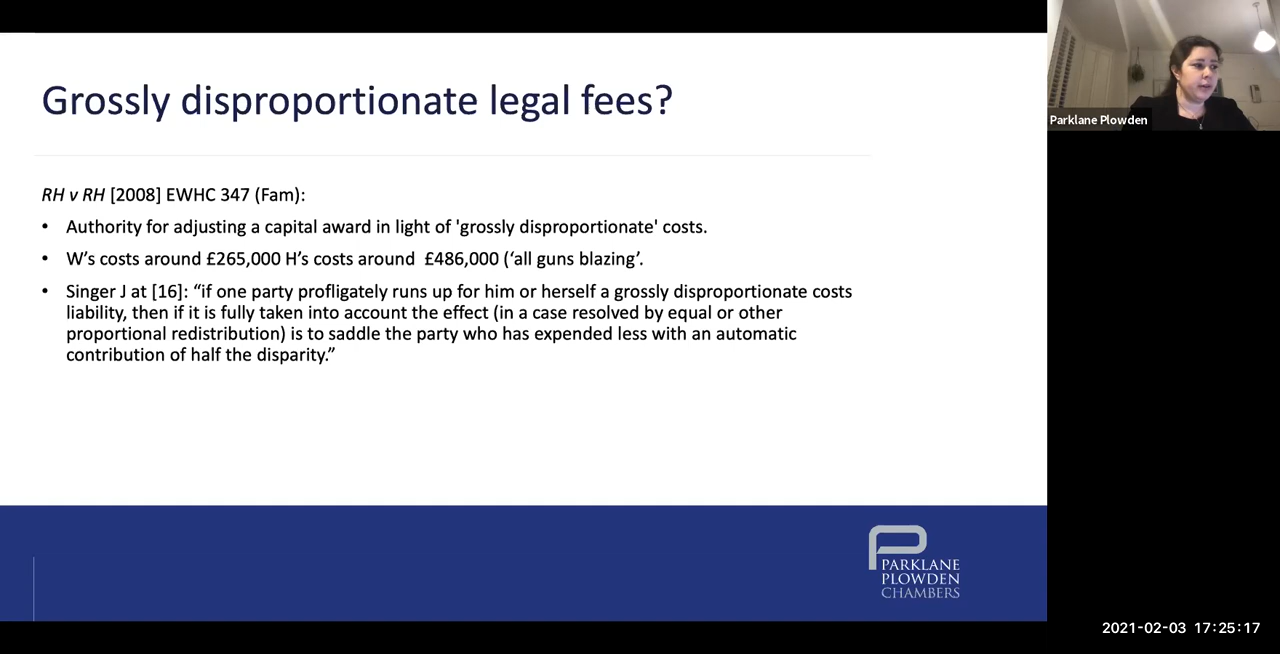 Grossly disproportionate legal fees?
RH v RH [2008] EWHC 347 (Fam):
• Authority for adjusting a capital award in light of 'grossly disproportionate' costs.
• W’s costs around £265,000 H’s costs around  £486,000 (‘all guns blazing’.
• Singer J at [16]: “if one party profligately runs up for him or herself a grossly disproportionate costs
liability, then if it is fully taken into account the effect (in a case resolved by equal or other
proportional redistribution) is to saddle the party who has expended less with an automatic
contribution of half the disparity.”
PARKLANE
PLOWDEN
CHAMBERS
Parklane Plowden
2021-02-03 17:25:17